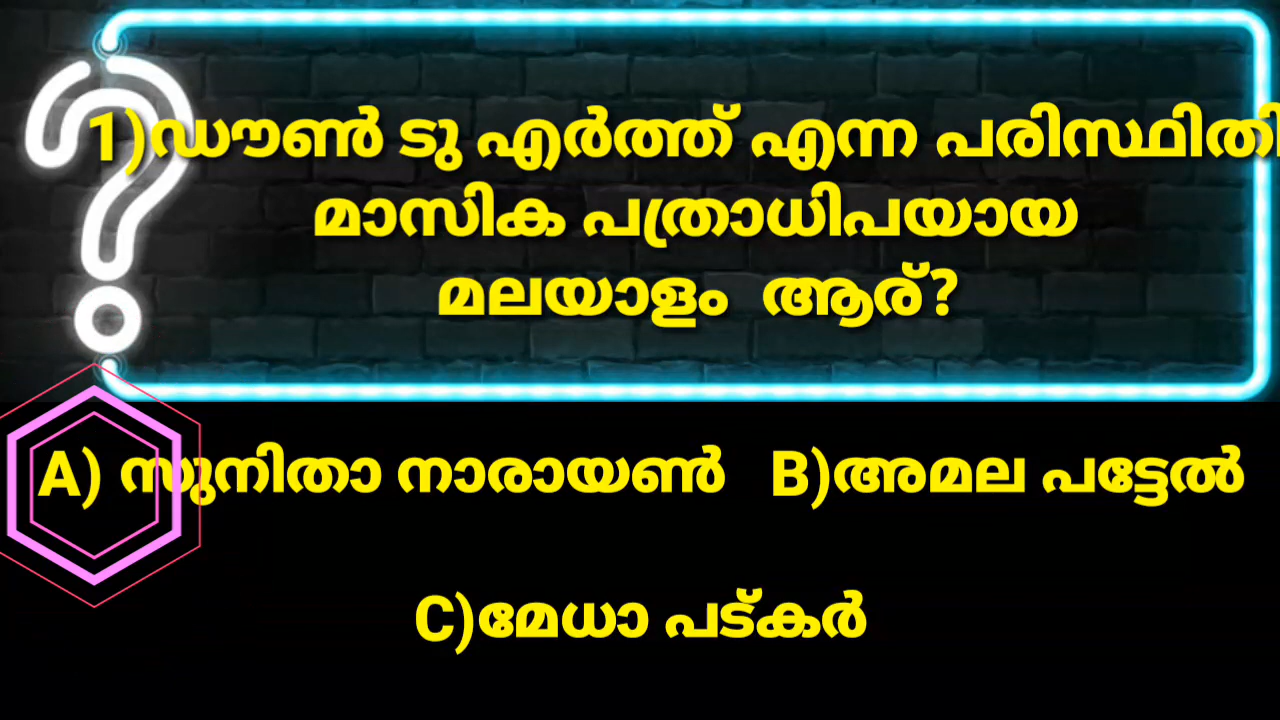 1)ഡൗൺ ടു എർത്ത് എന്ന പരിസ്ഥിതി
മാസിക പത്രാധിപയായ
മലയാളം ആര്?
A) സുനിതാ നാരായൺ B)അമല പട്ടേൽ
C)മേധാ പട്കർ